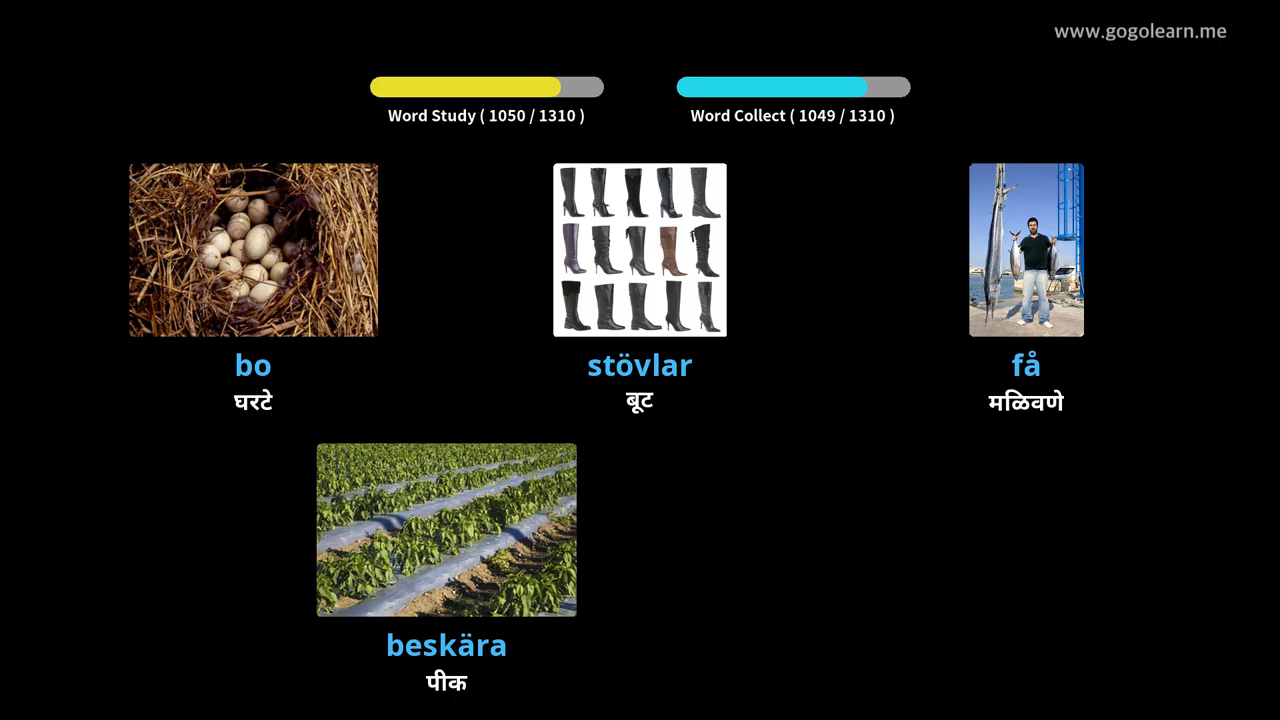 www.gogolearn.me
Word Study ( 1050 / 1310 )
Word Collect ( 1049 / 1310 )
bo
घरटे
stövlar
बूट
få
मळिवणे
beskära
पीक